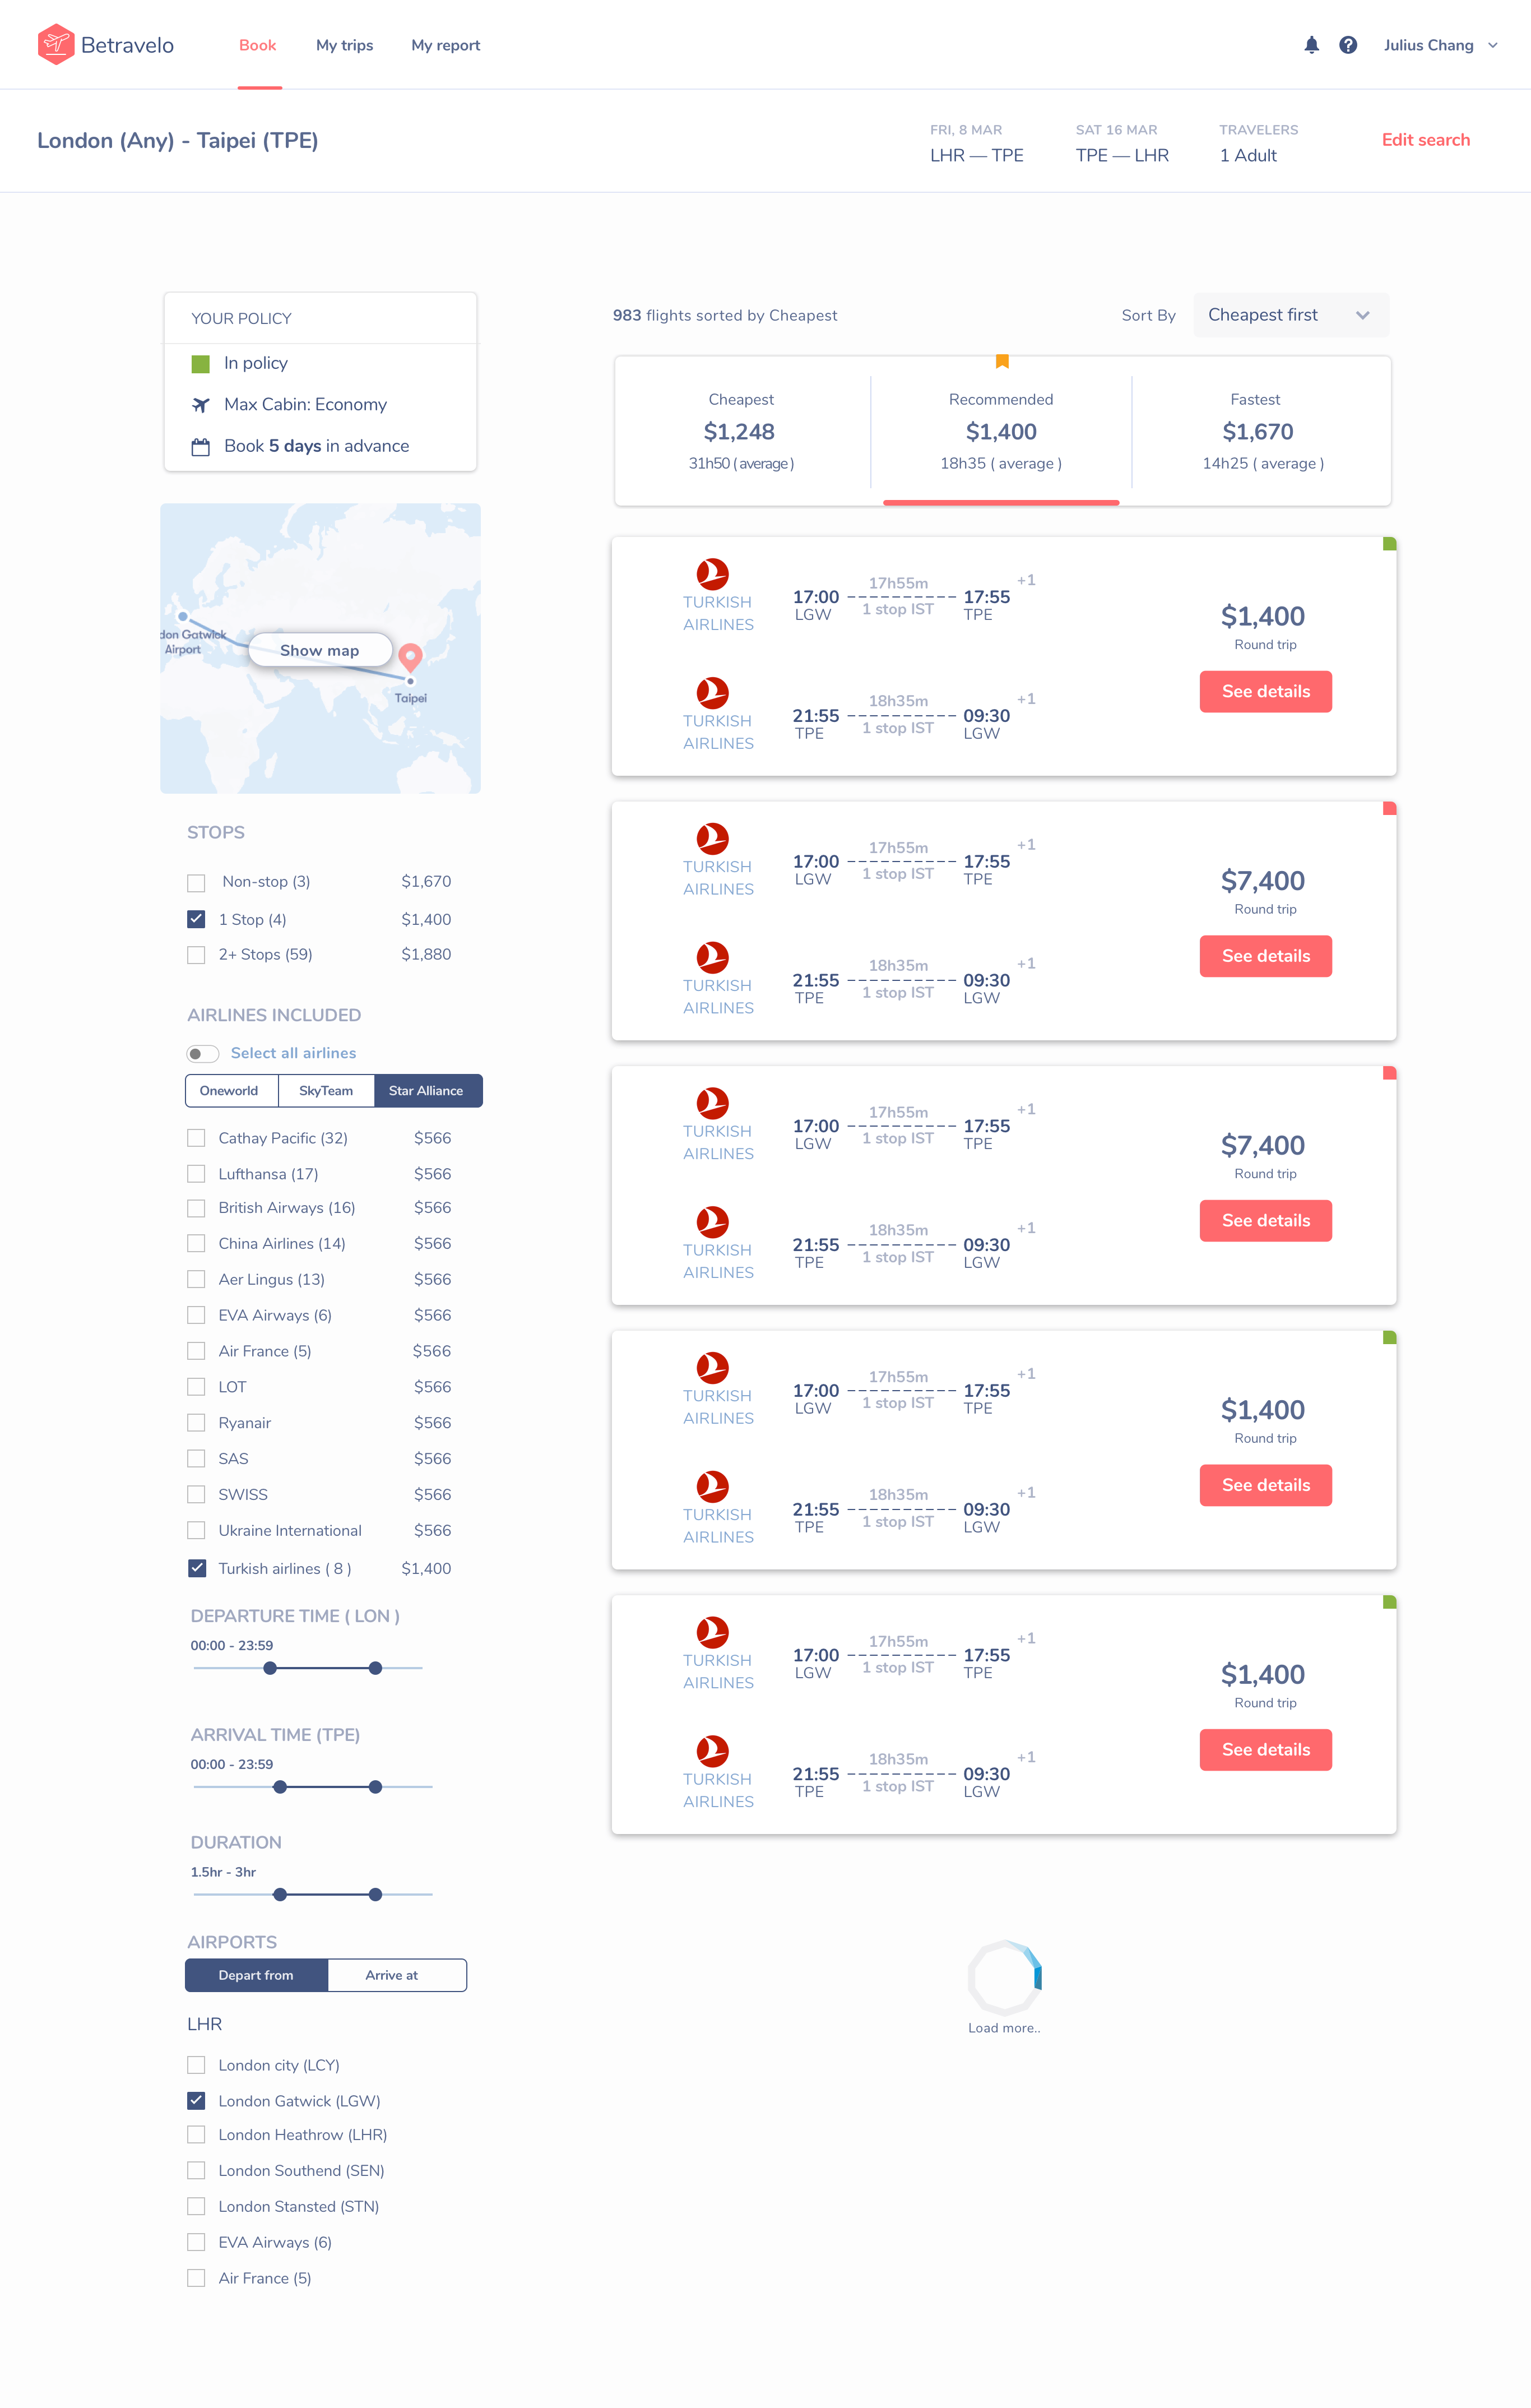 Betravelo
Book
My trips
My report
Julius Chang
London (Any) - Taipei (TPE)
FRI, 8 MAR
LHR — TPE
SAT 16 MAR
TPE — LHR
TRAVELERS
1 Adult
Edit search
YOUR POLICY
In policy
Max Cabin: Economy
Book 5 days in advance
don Gatwick
Airport
Show map
Taipei
STOPS
Non-stop (3) $1,670
1 Stop (4) $1,400
2+ Stops (59) $1,880
AIRLINES INCLUDED
Select all airlines
Oneworld SkyTeam Star Alliance
Cathay Pacific (32) $566
Lufthansa (17) $566
British Airways (16) $566
China Airlines (14) $566
Aer Lingus (13) $566
EVA Airways (6) $566
Air France (5) $566
LOT $566
Ryanair $566
SAS $566
SWISS $566
Ukraine International $566
Turkish airlines ( 8 ) $1,400
DEPARTURE TIME ( LON )
00:00 - 23:59
ARRIVAL TIME (TPE)
00:00 - 23:59
DURATION
1.5hr - 3hr
AIRPORTS
Depart from Arrive at
LHR
London city (LCY)
London Gatwick (LGW)
London Heathrow (LHR)
London Southend (SEN)
London Stansted (STN)
EVA Airways (6)
Air France (5)
983 flights sorted by Cheapest
Sort By Cheapest first
Cheapest
$1,248
31h50 ( average )
Recommended
$1,400
18h35 ( average )
Fastest
$1,670
14h25 ( average )
TURKISH
AIRLINES
17:00
LGW
17h55m
1 stop IST
17:55
TPE
+1
TURKISH
AIRLINES
21:55
TPE
18h35m
1 stop IST
09:30
LGW
+1
$1,400
Round trip
See details
TURKISH
AIRLINES
17:00
LGW
17h55m
1 stop IST
17:55
TPE
+1
TURKISH
AIRLINES
21:55
TPE
18h35m
1 stop IST
09:30
LGW
+1
$7,400
Round trip
See details
TURKISH
AIRLINES
17:00
LGW
17h55m
1 stop IST
17:55
TPE
+1
TURKISH
AIRLINES
21:55
TPE
18h35m
1 stop IST
09:30
LGW
+1
$7,400
Round trip
See details
TURKISH
AIRLINES
17:00
LGW
17h55m
1 stop IST
17:55
TPE
+1
TURKISH
AIRLINES
21:55
TPE
18h35m
1 stop IST
09:30
LGW
+1
$1,400
Round trip
See details
TURKISH
AIRLINES
17:00
LGW
17h55m
1 stop IST
17:55
TPE
+1
TURKISH
AIRLINES
21:55
TPE
18h35m
1 stop IST
09:30
LGW
+1
$1,400
Round trip
See details
Load more..